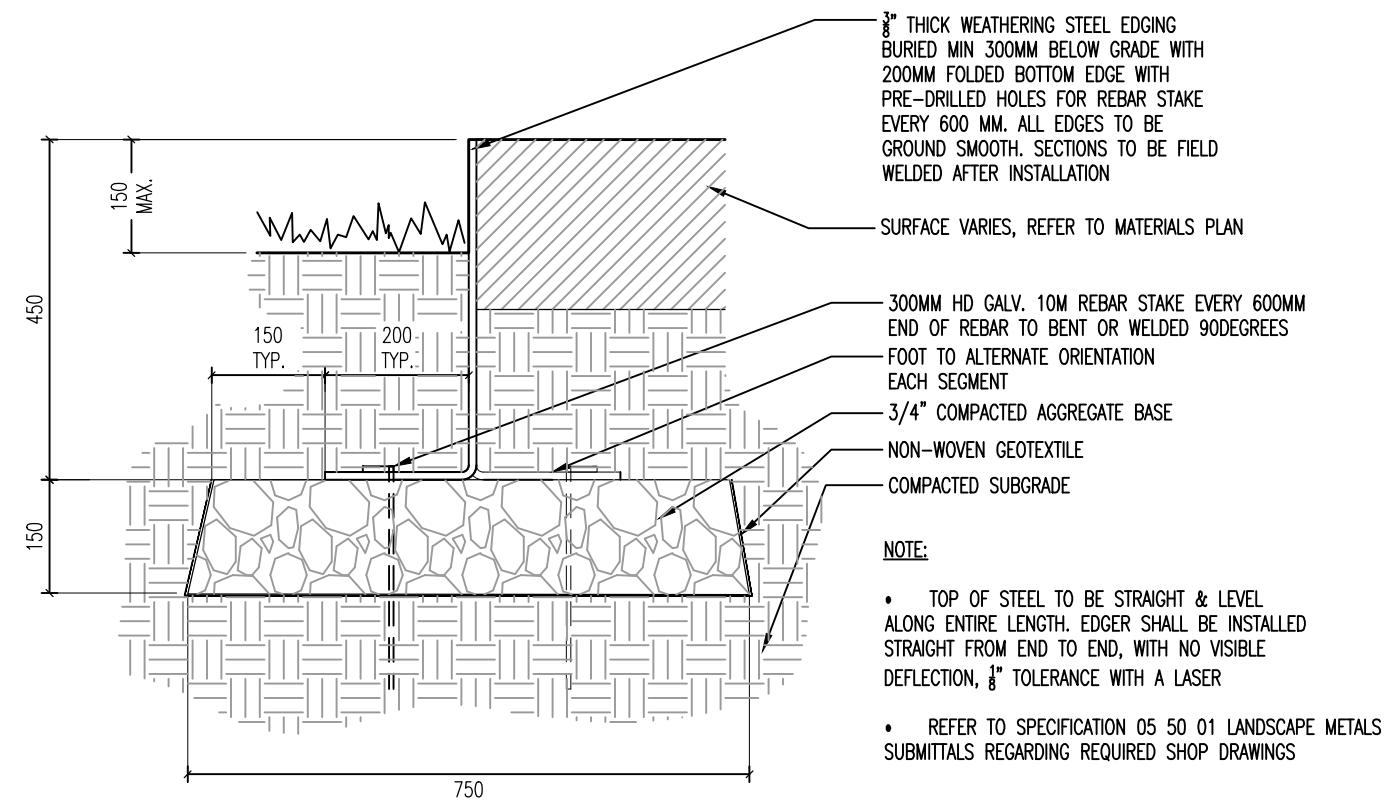 ⅜" THICK WEATHERING STEEL EDGING
BURIED MIN 300MM BELOW GRADE WITH
200MM FOLDED BOTTOM EDGE WITH
PRE-DRILLED HOLES FOR REBAR STAKE
EVERY 600 MM. ALL EDGES TO BE
GROUND SMOOTH. SECTIONS TO BE FIELD
WELDED AFTER INSTALLATION
SURFACE VARIES, REFER TO MATERIALS PLAN
300MM HD GALV. 10M REBAR STAKE EVERY 600MM
END OF REBAR TO BENT OR WELDED 90DEGREES
FOOT TO ALTERNATE ORIENTATION
EACH SEGMENT
3/4" COMPACTED AGGREGATE BASE
NON-WOVEN GEOTEXTILE
COMPACTED SUBGRADE
NOTE:
• TOP OF STEEL TO BE STRAIGHT & LEVEL
ALONG ENTIRE LENGTH. EDGER SHALL BE INSTALLED
STRAIGHT FROM END TO END, WITH NO VISIBLE
DEFLECTION, ⅛" TOLERANCE WITH A LASER
• REFER TO SPECIFICATION 05 50 01 LANDSCAPE METALS
SUBMITTALS REGARDING REQUIRED SHOP DRAWINGS
150
MAX.
450
150
TYP.
200
TYP.
150
750